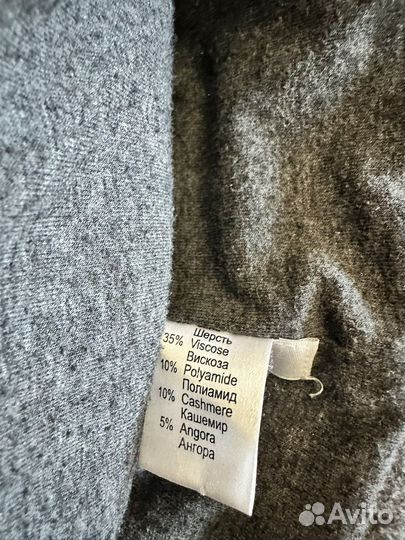 Шерсть
35% Viscose
Вискоза
10% Polyamide
Полиамид
10% Cashmere
Кашемир
5% Angora
Ангора
Avito